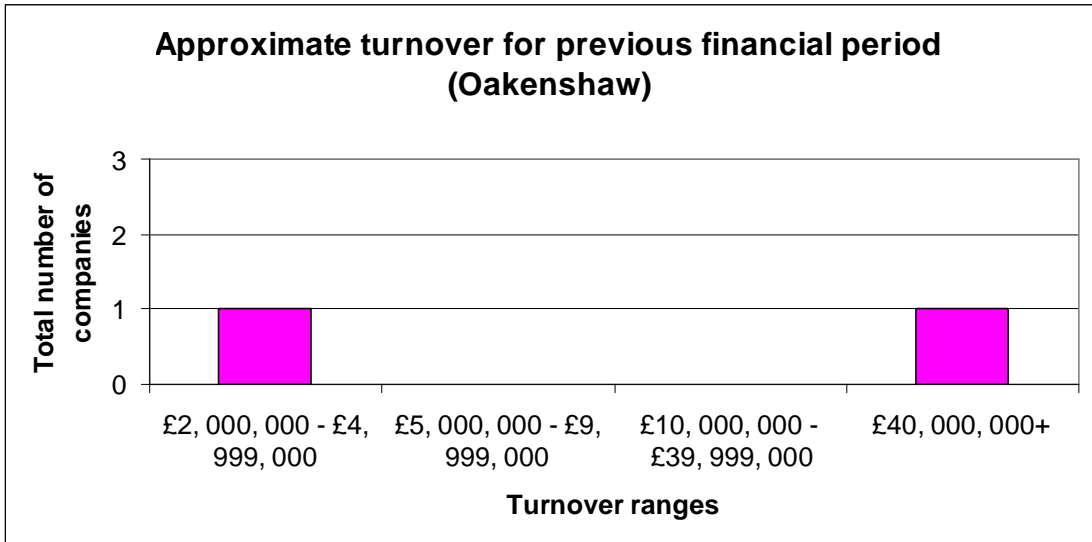 Approximate turnover for previous financial period
(Oakenshaw)
Total number of
companies
3
2
1
0
£2, 000, 000 - £4,
999, 000
£5, 000, 000 - £9,
999, 000
£10, 000, 000 -
£39, 999, 000
£40, 000, 000+
Turnover ranges